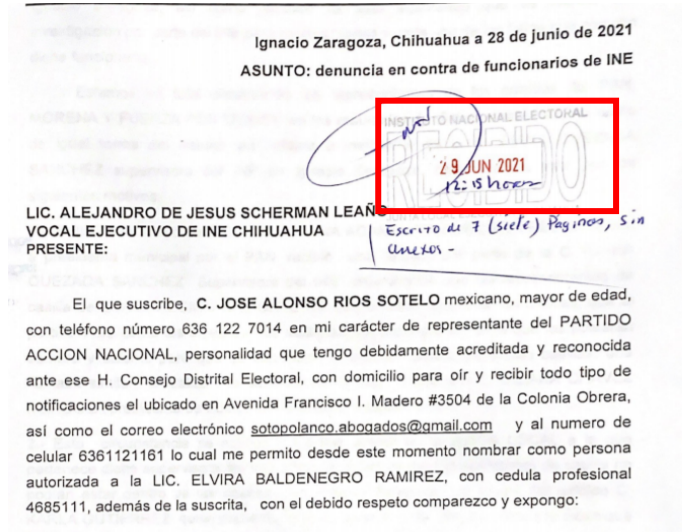 Ignacio Zaragoza, Chihuahua a 28 de junio de 2021
ASUNTO: denuncia en contra de funcionarios de INE
INSTITUTO NACIONAL ELECTORAL
RECIBIDO
29 JUN 2021
12:15 horas
LIC. ALEJANDRO DE JESUS SCHERMAN LEAÑO
VOCAL EJECUTIVO DE INE CHIHUAHUA
PRESENTE:
Escrito de 7 (siete) Paginas, sin
anexos -
El que suscribe, C. JOSE ALONSO RIOS SOTELO mexicano, mayor de edad,
con teléfono número 636 122 7014 en mi carácter de representante del PARTIDO
ACCION NACIONAL, personalidad que tengo debidamente acreditada y reconocida
ante ese H. Consejo Distrital Electoral, con domicilio para oír y recibir todo tipo de
notificaciones el ubicado en Avenida Francisco I. Madero #3504 de la Colonia Obrera,
así como el correo electrónico sotopolanco.abogados@gmail.com y al numero de
celular 6361121161 lo cual me permito desde este momento nombrar como persona
autorizada a la LIC. ELVIRA BALDENEGRO RAMIREZ, con cedula profesional
4685111, además de la suscrita, con el debido respeto comparezco y expongo: